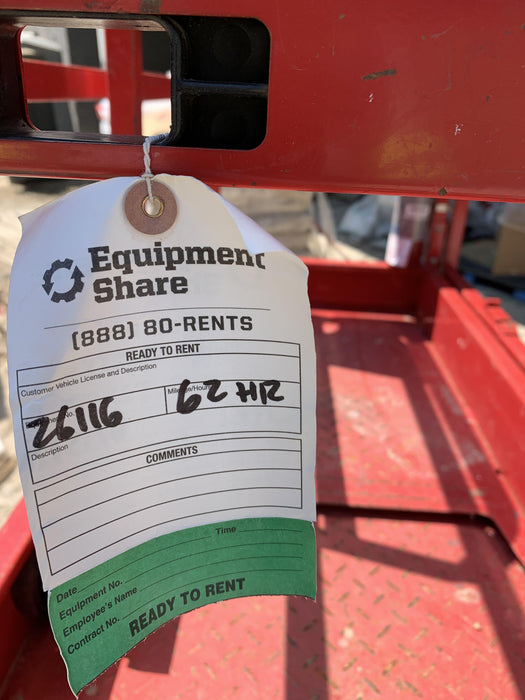 Equipment
Share
(888) 80-RENTS
READY TO RENT
Customer Vehicle License and Description
Mileage/Hours
26116
62 HR
Description
COMMENTS
Time
Date
Equipment No.
Employee's Name
Contract No.
READY TO RENT